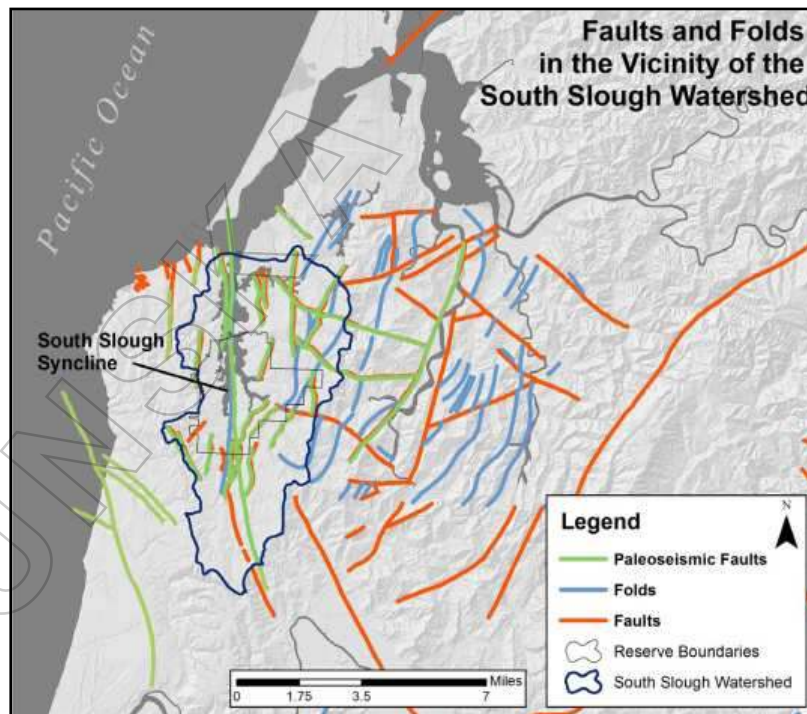 Faults and Folds
in the Vicinity of the
South Slough Watershed
Pacific Ocean
South Slough
Syncline
Legend
N
Paleoseismic Faults
Folds
Faults
Reserve Boundaries
South Slough Watershed
Miles
0 1.75 3.5 7